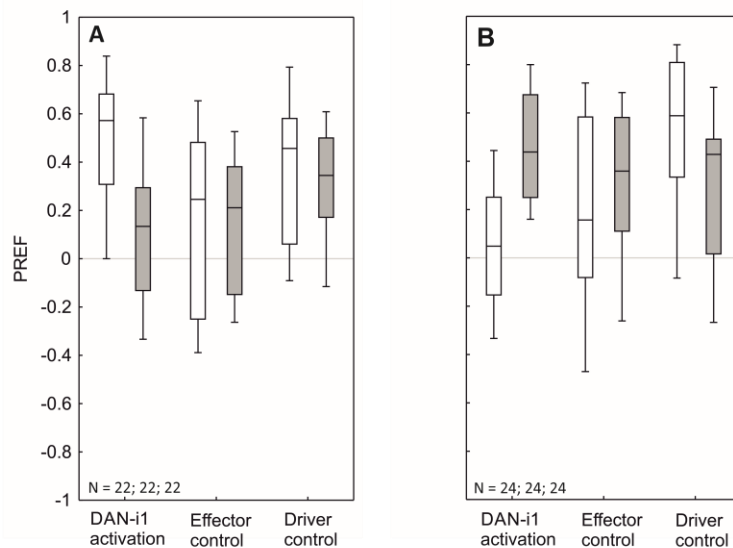 A
B
1
0.8
0.6
0.4
0.2
0
-0.2
-0.4
-0.6
-0.8
-1
PREF
N = 22; 22; 22
N = 24; 24; 24
DAN-i1
activation
Effector
control
Driver
control
DAN-i1
activation
Effector
control
Driver
control